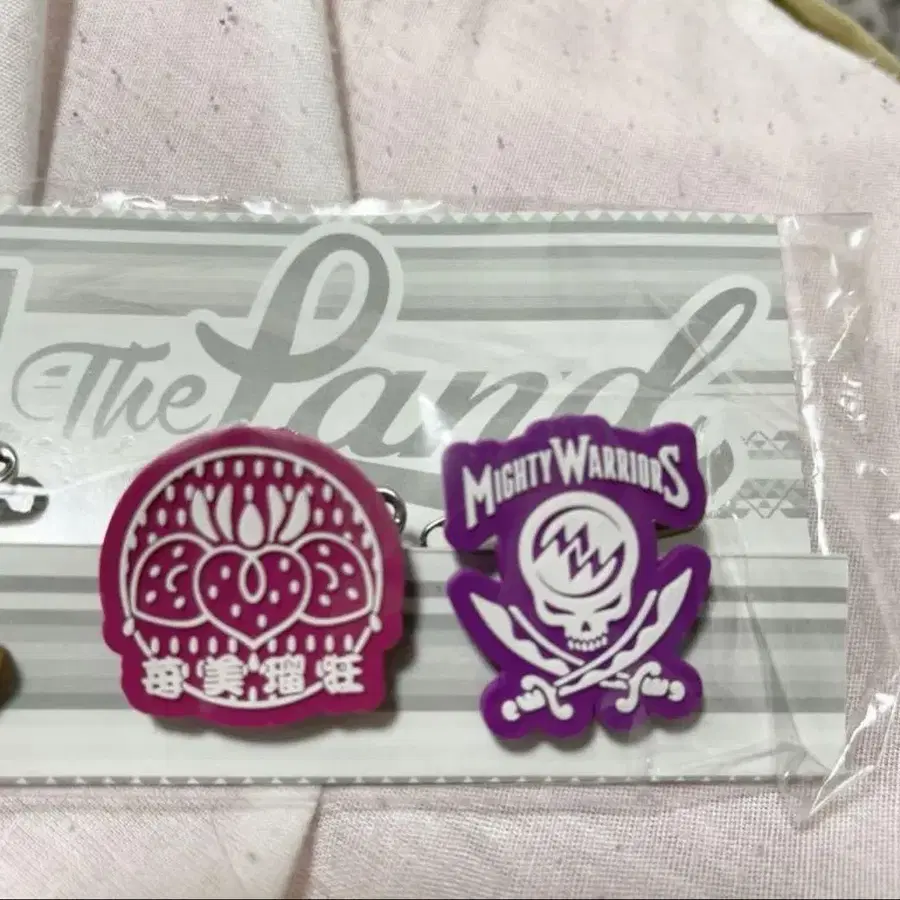 The Land
苺美瑠狂
MIGHTY WARRIORS